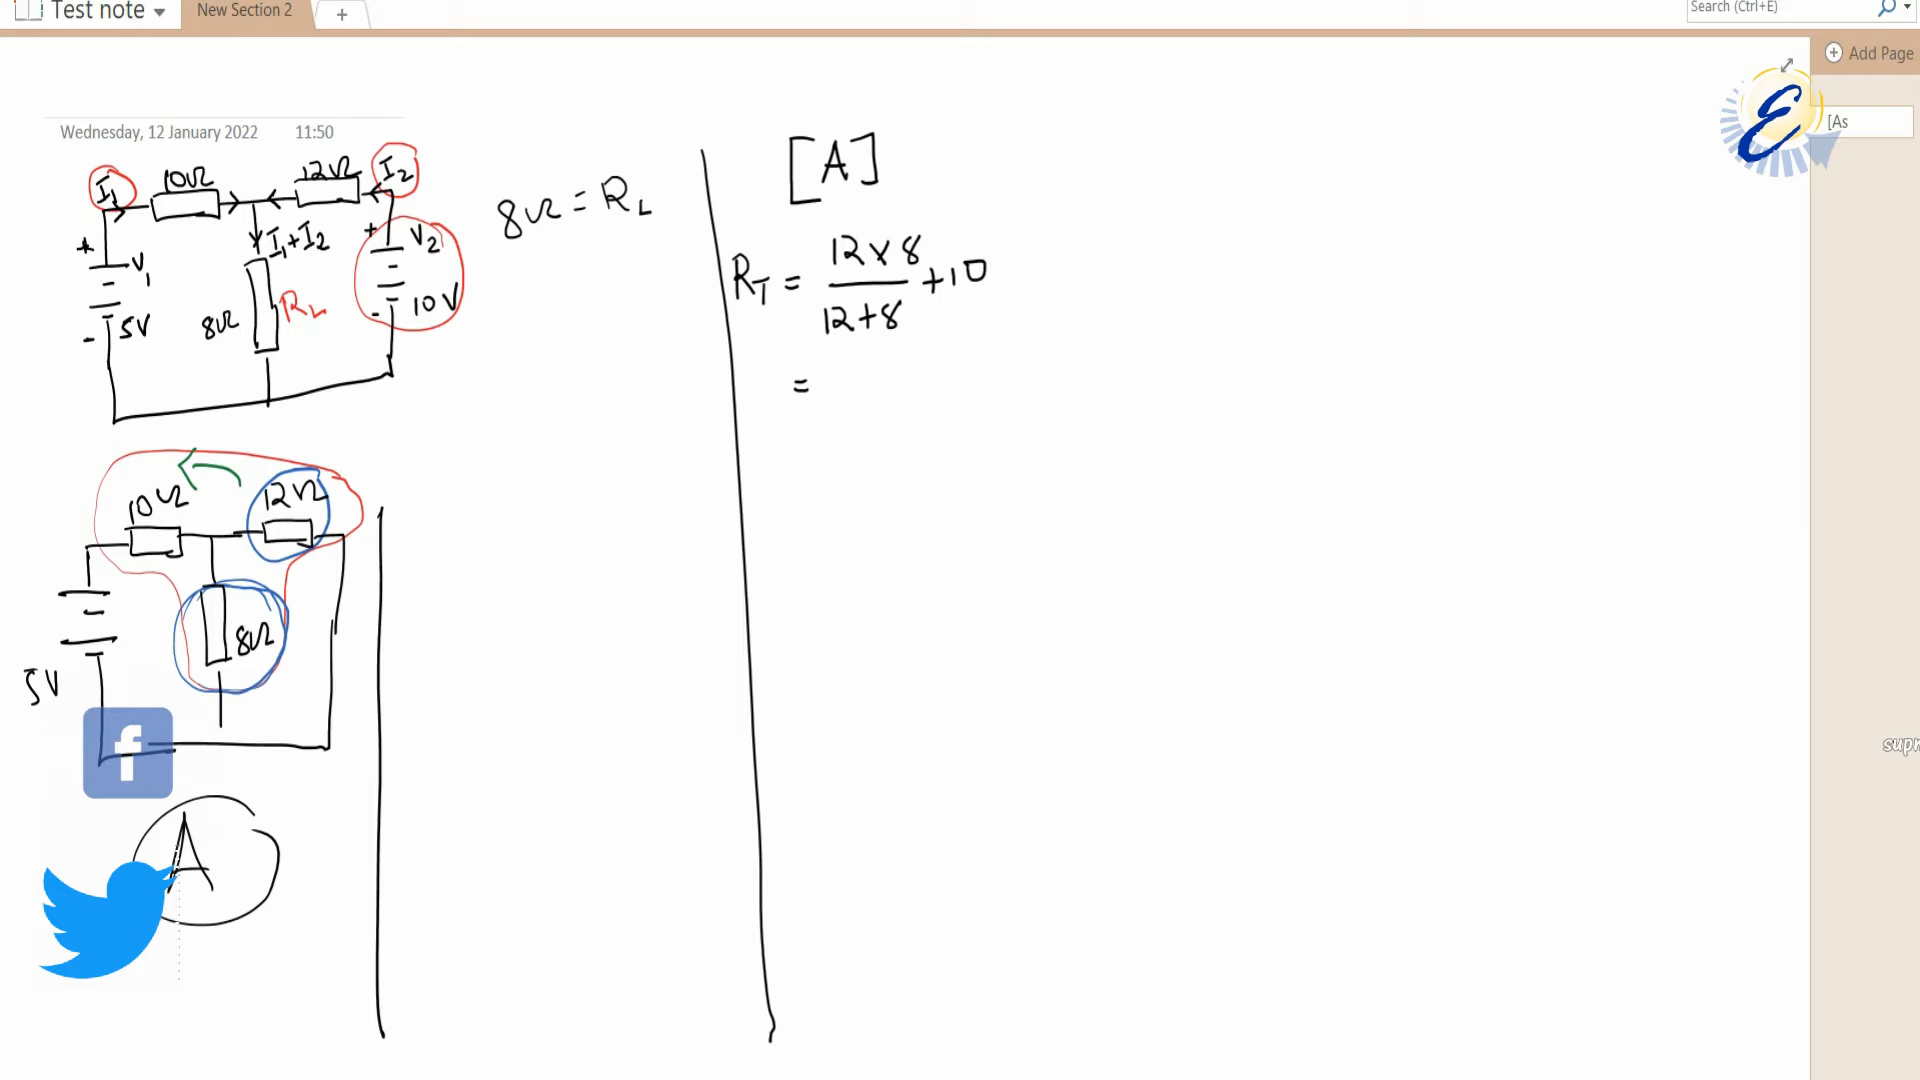 Test note
New Section 2
+
Search (Ctrl+E)
Add Page
[As
Wednesday, 12 January 2022 11:50
I1 10Ω 12Ω I2
I1+I2
+ V1 - 5V
8Ω RL
+ V2 - 10V
8Ω = RL
10Ω 12Ω
8Ω
5V
A
[A]
RT = 12 x 8 / 12+8 + 10
=
E
f